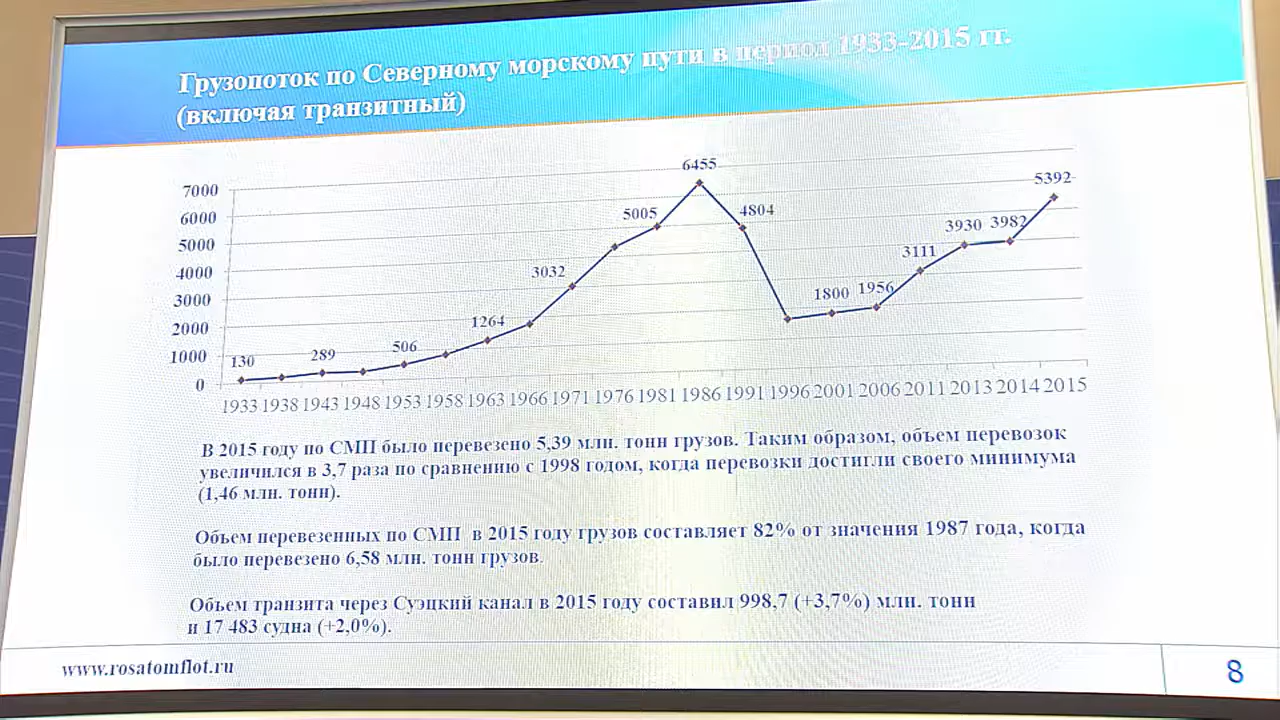 Грузопоток по Северному морскому пути в период 1933-2015 гг.
(включая транзитный)
7000
6000
5000
4000
3000
2000
1000
0
130
289
506
1264
3032
5005
6455
4804
1800
1956
3111
3930
3982
5392
1933 1938 1943 1948 1953 1958 1963 1966 1971 1976 1981 1986 1991 1996 2001 2006 2011 2013 2014 2015
В 2015 году по СМП было перевезено 5,39 млн. тонн грузов. Таким образом, объем перевозок
увеличился в 3,7 раза по сравнению с 1998 годом, когда перевозки достигли своего минимума
(1,46 млн. тонн).
Объем перевезенных по СМП в 2015 году грузов составляет 82% от значения 1987 года, когда
было перевезено 6,58 млн. тонн грузов.
Объем транзита через Суэцкий канал в 2015 году составил 998,7 (+3,7%) млн. тонн
и 17 483 судна (+2,0%).
www.rosatomflot.ru
8